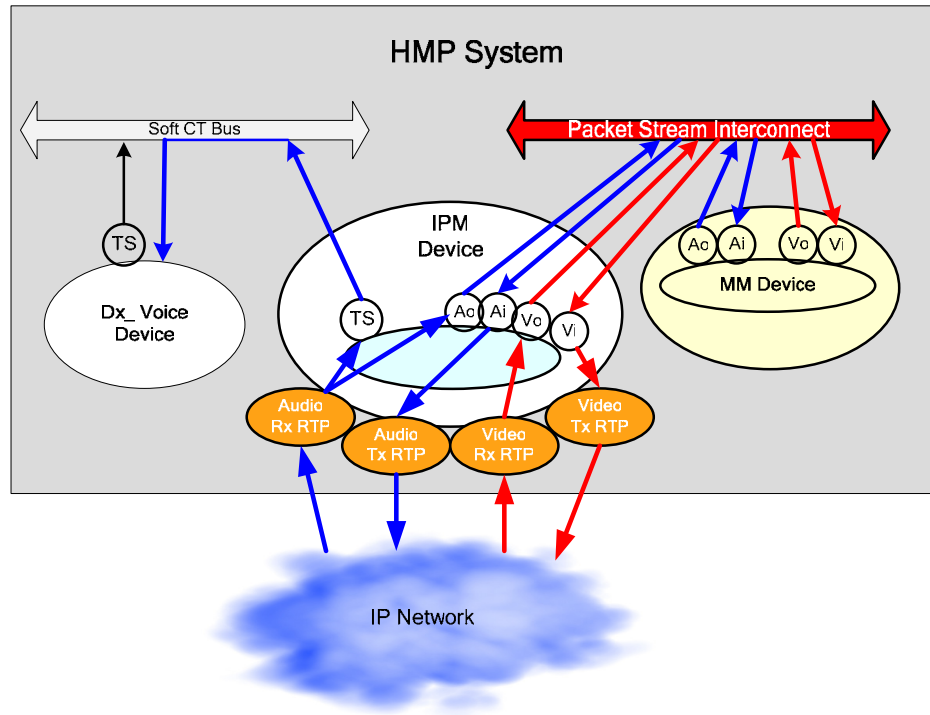 HMP System
Soft CT Bus
Packet Stream Interconnect
TS
Dx_ Voice
Device
IPM
Device
TS
Ao
Ai
Vo
Vi
Ao
Ai
Vo
Vi
MM Device
Audio
Rx RTP
Audio
Tx RTP
Video
Rx RTP
Video
Tx RTP
IP Network